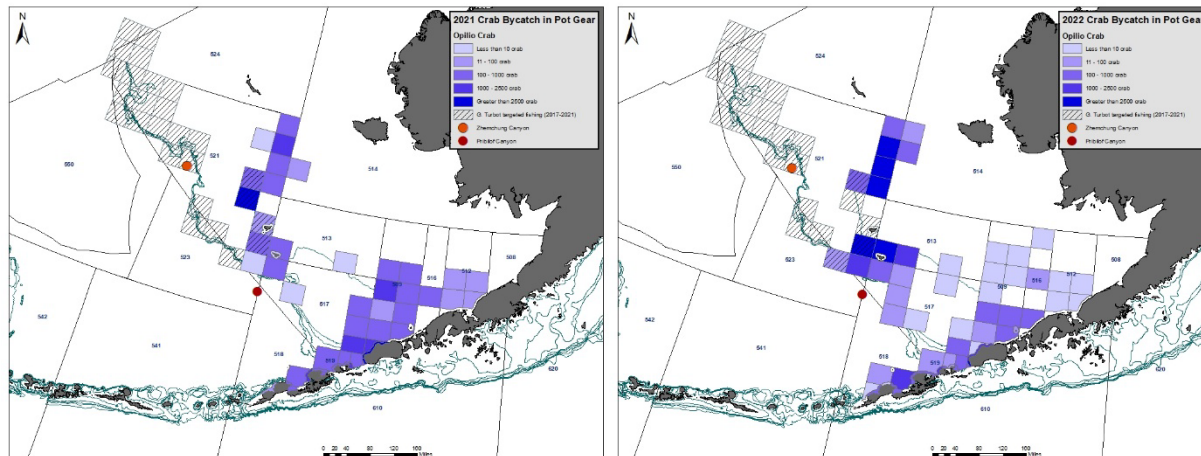 N
2021 Crab Bycatch in Pot Gear
Opilio Crab
Less than 10 crab
11 - 100 crab
100 - 1000 crab
1000 - 2500 crab
Greater than 2500 crab
G. Turbot targeted fishing (2017-2021)
Zhemchung Canyon
Pribilof Canyon
524
550
521
514
513
523
516
512
508
509
517
542
541
518
519
620
610
0 20 40 80 120 160
Miles
N
2022 Crab Bycatch in Pot Gear
Opilio Crab
Less than 10 crab
11 - 100 crab
100 - 1000 crab
1000 - 2500 crab
Greater than 2500 crab
G. Turbot targeted fishing (2017-2021)
Zhemchung Canyon
Pribilof Canyon
524
550
521
514
513
523
508
512
509
516
517
542
541
518
519
620
610
0 20 40 80 120 160
Miles